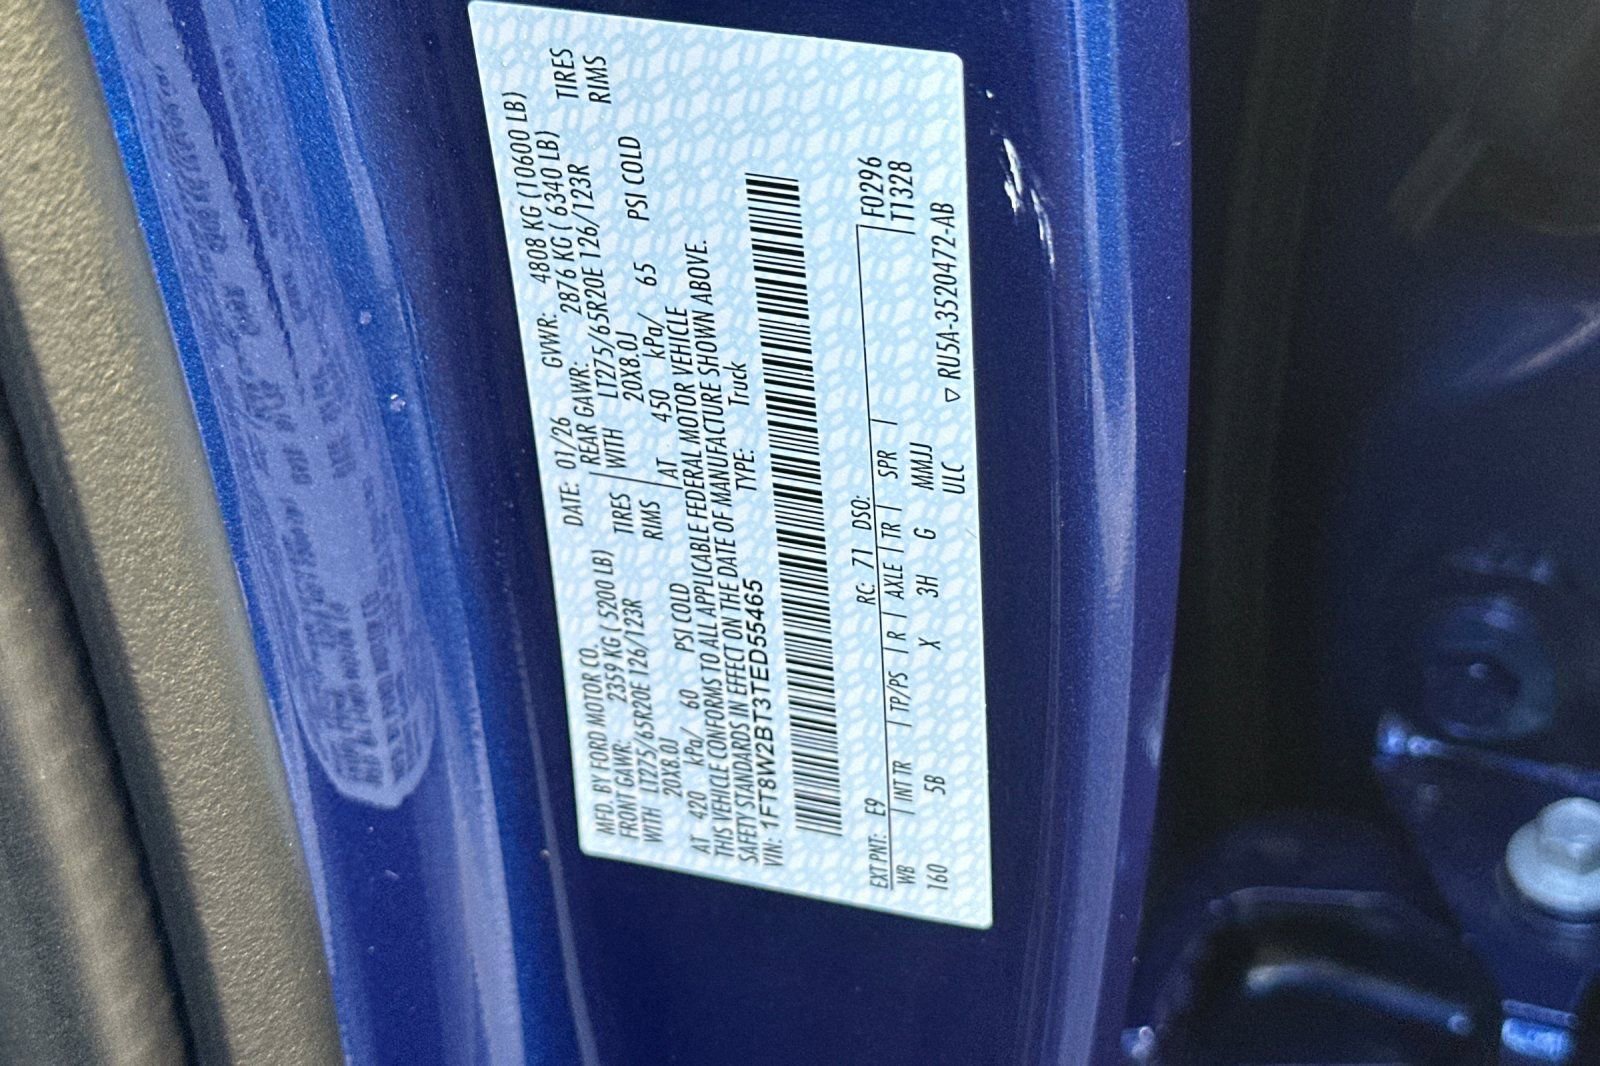 MFD. BY FORD MOTOR CO. DATE: 01/26 GVWR: 4808 KG (10600 LB)
FRONT GAWR: 2359 KG ( 5200 LB) REAR GAWR: 2876 KG ( 6340 LB)
WITH LT275/65R20E 126/123R TIRES WITH LT275/65R20E 126/123R TIRES
20X8.0J RIMS 20X8.0J RIMS
AT 420 kPa/ 60 PSI COLD AT 450 kPa/ 65 PSI COLD
THIS VEHICLE CONFORMS TO ALL APPLICABLE FEDERAL MOTOR VEHICLE
SAFETY STANDARDS IN EFFECT ON THE DATE OF MANUFACTURE SHOWN ABOVE.
VIN: 1FT8W2BT3TED55465 TYPE: Truck
EXT PNT: E9 RC: 71 DSO: F0296
WB INT TR TP/PS R AXLE TR SPR T1328
160 5B X 3H G MMJJ
ULC ▽ RU5A-3520472-AB